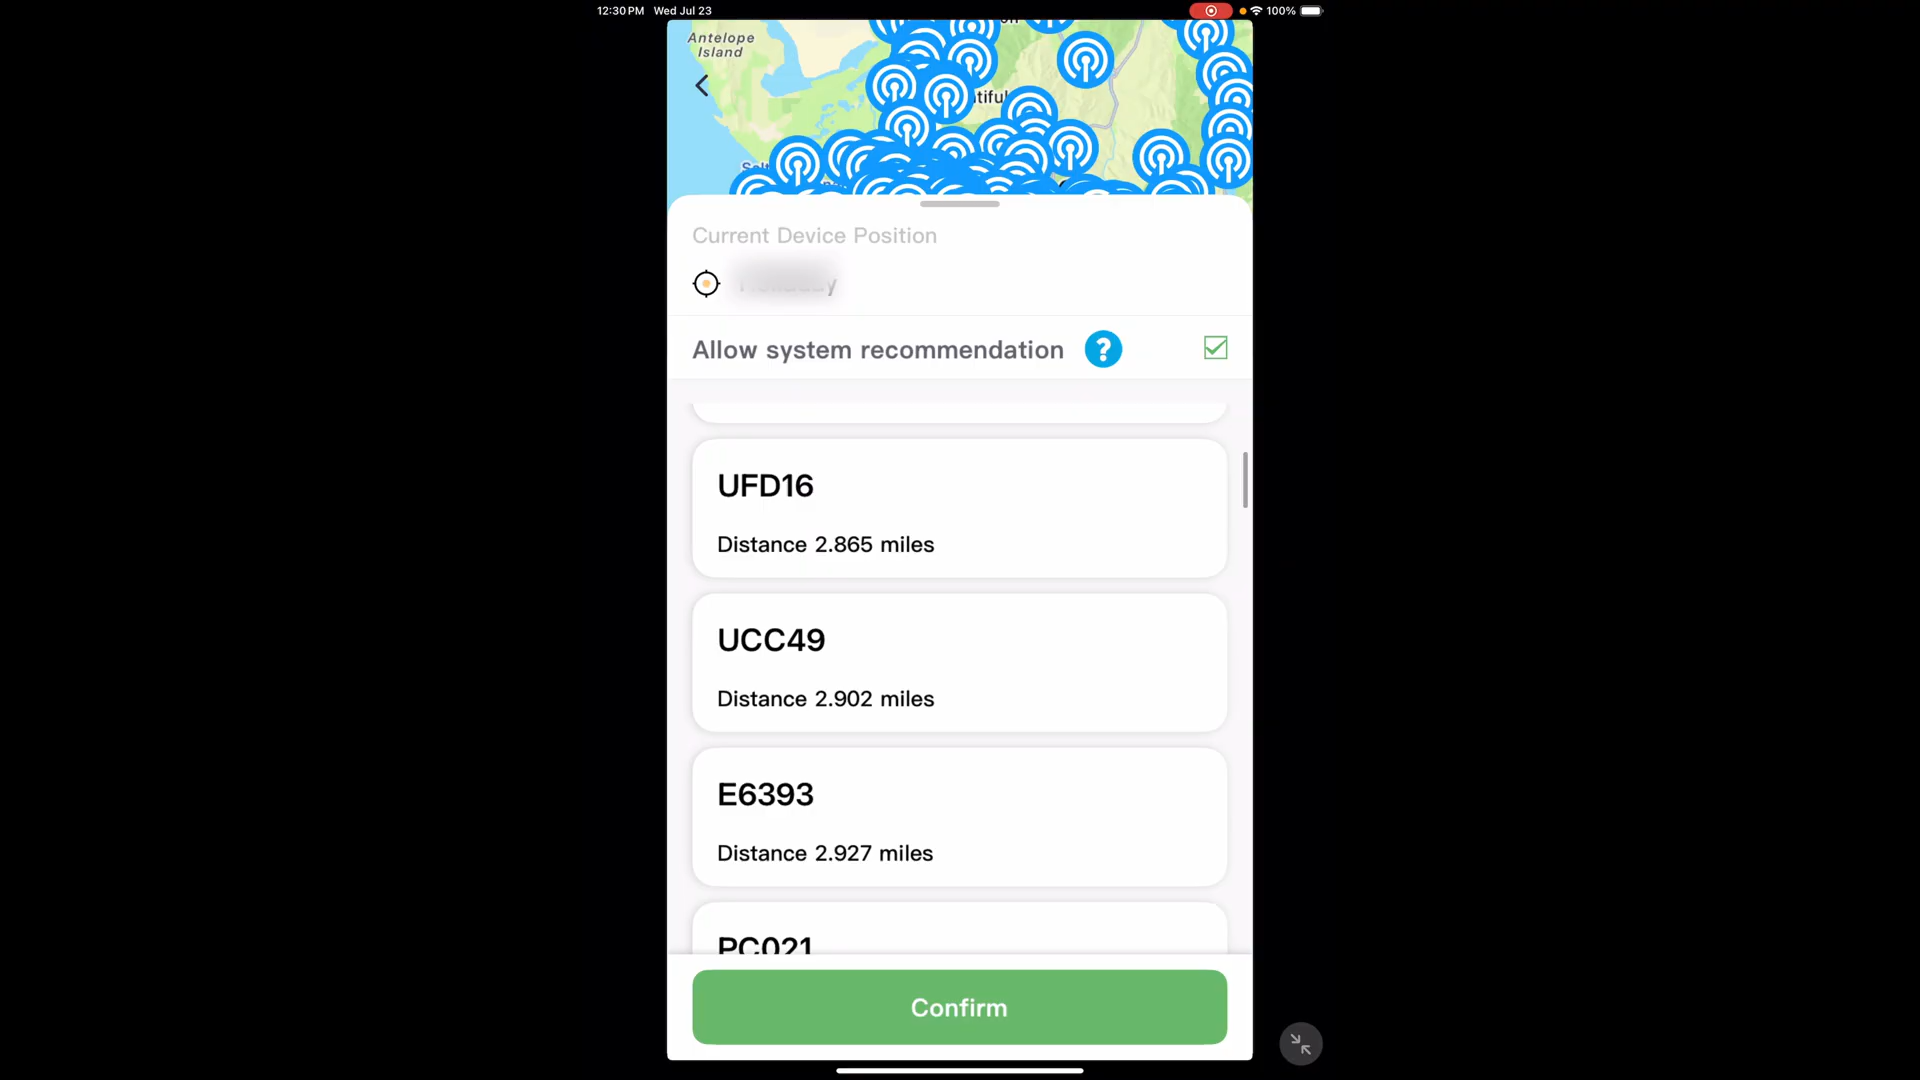 12:30 PM Wed Jul 23
100%
Antelope
Island
tiful
Current Device Position
Allow system recommendation ?
UFD16
Distance 2.865 miles
UCC49
Distance 2.902 miles
E6393
Distance 2.927 miles
PC021
Confirm